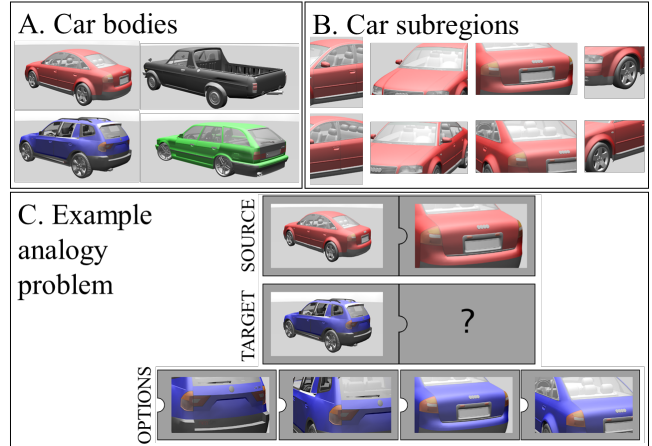 A. Car bodies
B. Car subregions
C. Example
analogy
problem
SOURCE
TARGET
?
OPTIONS